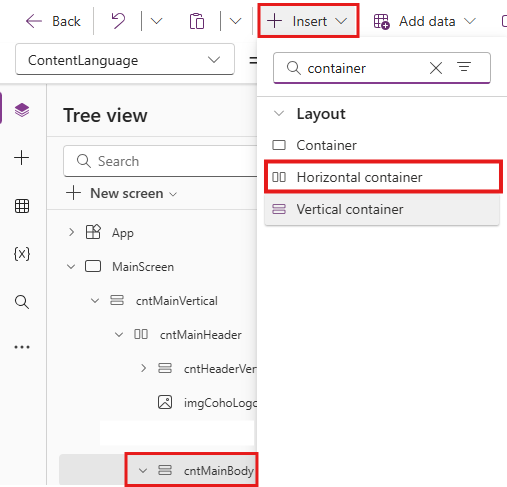 Back
Insert
Add data
ContentLanguage
=
container
Tree view
Layout
Container
Search
Horizontal container
New screen
Vertical container
App
{x}
MainScreen
cntMainVertical
cntMainHeader
cntHeaderVer
imgCohoLogo
cntMainBody